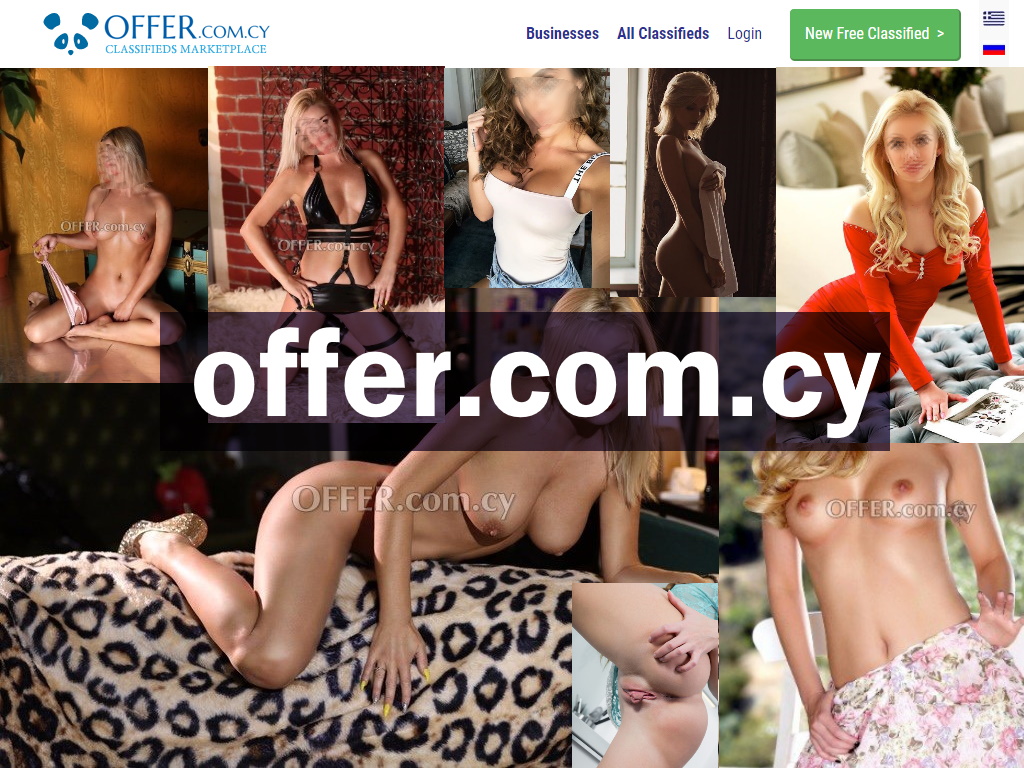 OFFER.COM.CY
CLASSIFIEDS MARKETPLACE
Businesses
All Classifieds
Login
New Free Classified >
OFFER.com.cy
OFFER.com.cy
THEBRAND
offer.com.cy
OFFER.com.cy
OFFER.com.cy